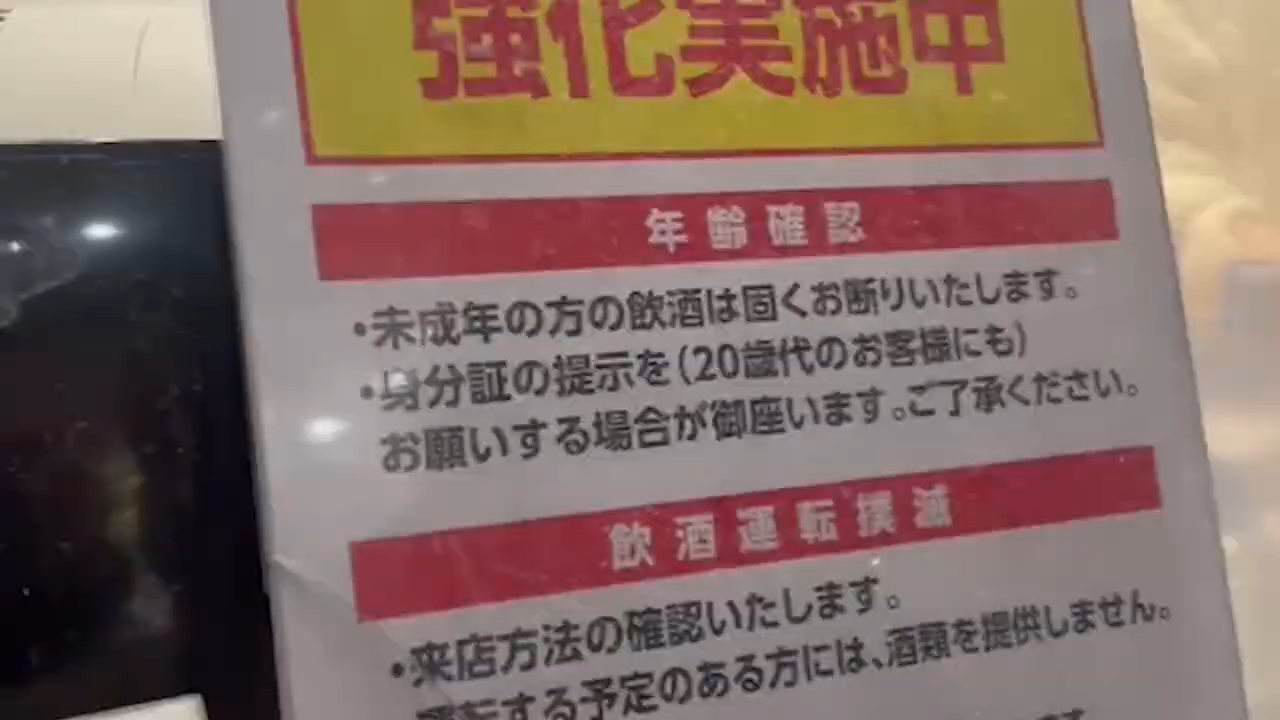 強化実施中
年齢確認
・未成年の方の飲酒は固くお断りいたします。
・身分証の提示を(20歳代のお客様にも)
お願いする場合が御座います。ご了承ください。
飲酒運転撲滅
・来店方法の確認いたします。
運転する予定のある方には、酒類を提供しません。